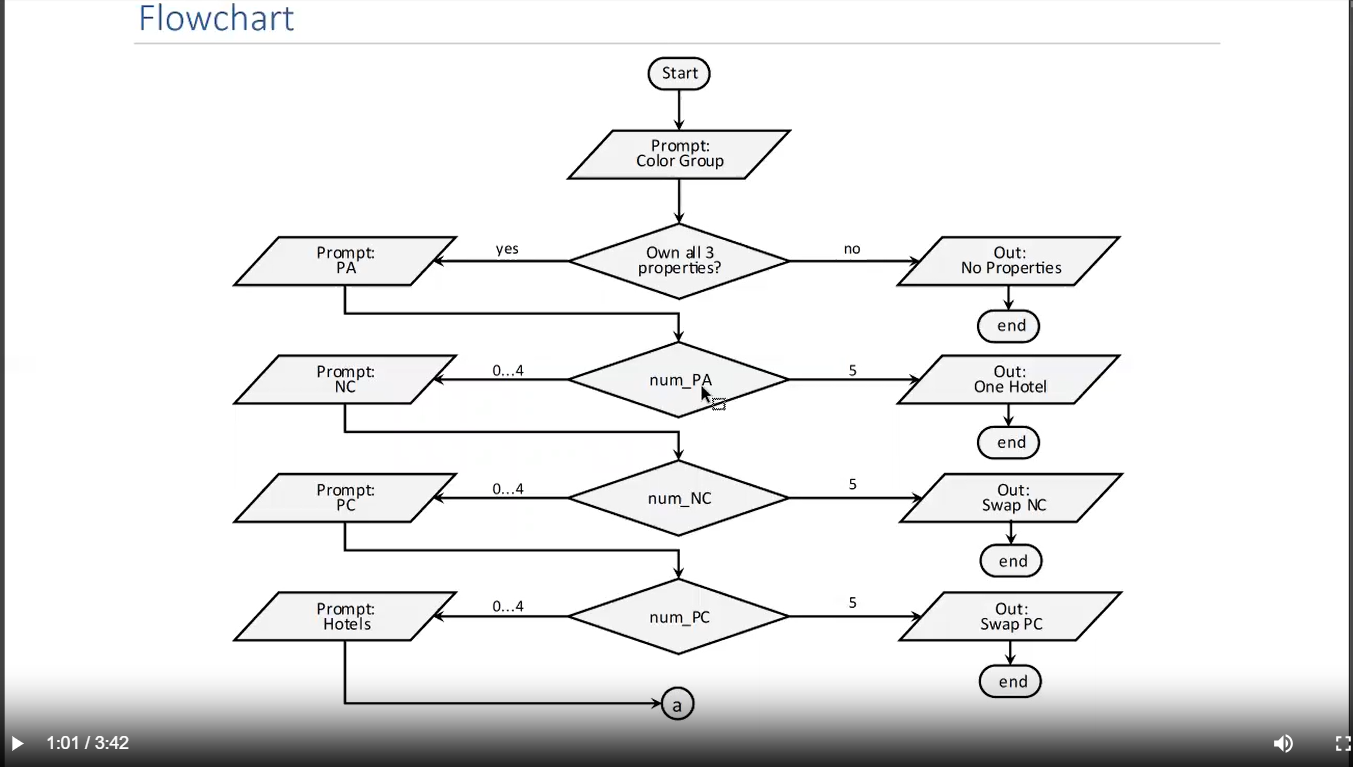 Flowchart
Start
Prompt:
Color Group
Own all 3
properties?
yes
no
Prompt:
PA
Out:
No Properties
end
num_PA
0...4
5
Prompt:
NC
Out:
One Hotel
end
num_NC
0...4
5
Prompt:
PC
Out:
Swap NC
end
num_PC
0...4
5
Prompt:
Hotels
Out:
Swap PC
end
a
1:01 / 3:42